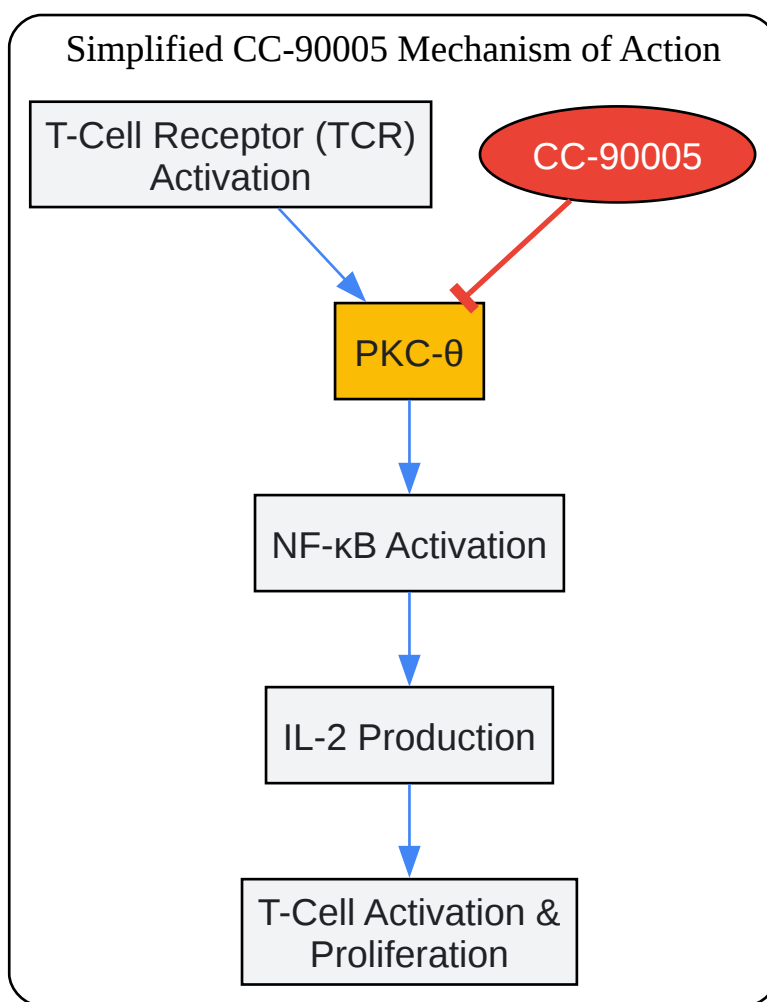 Simplified CC-90005 Mechanism of Action
T-Cell Receptor (TCR)
Activation
CC-90005
PKC-θ
NF-κB Activation
IL-2 Production
T-Cell Activation &
Proliferation